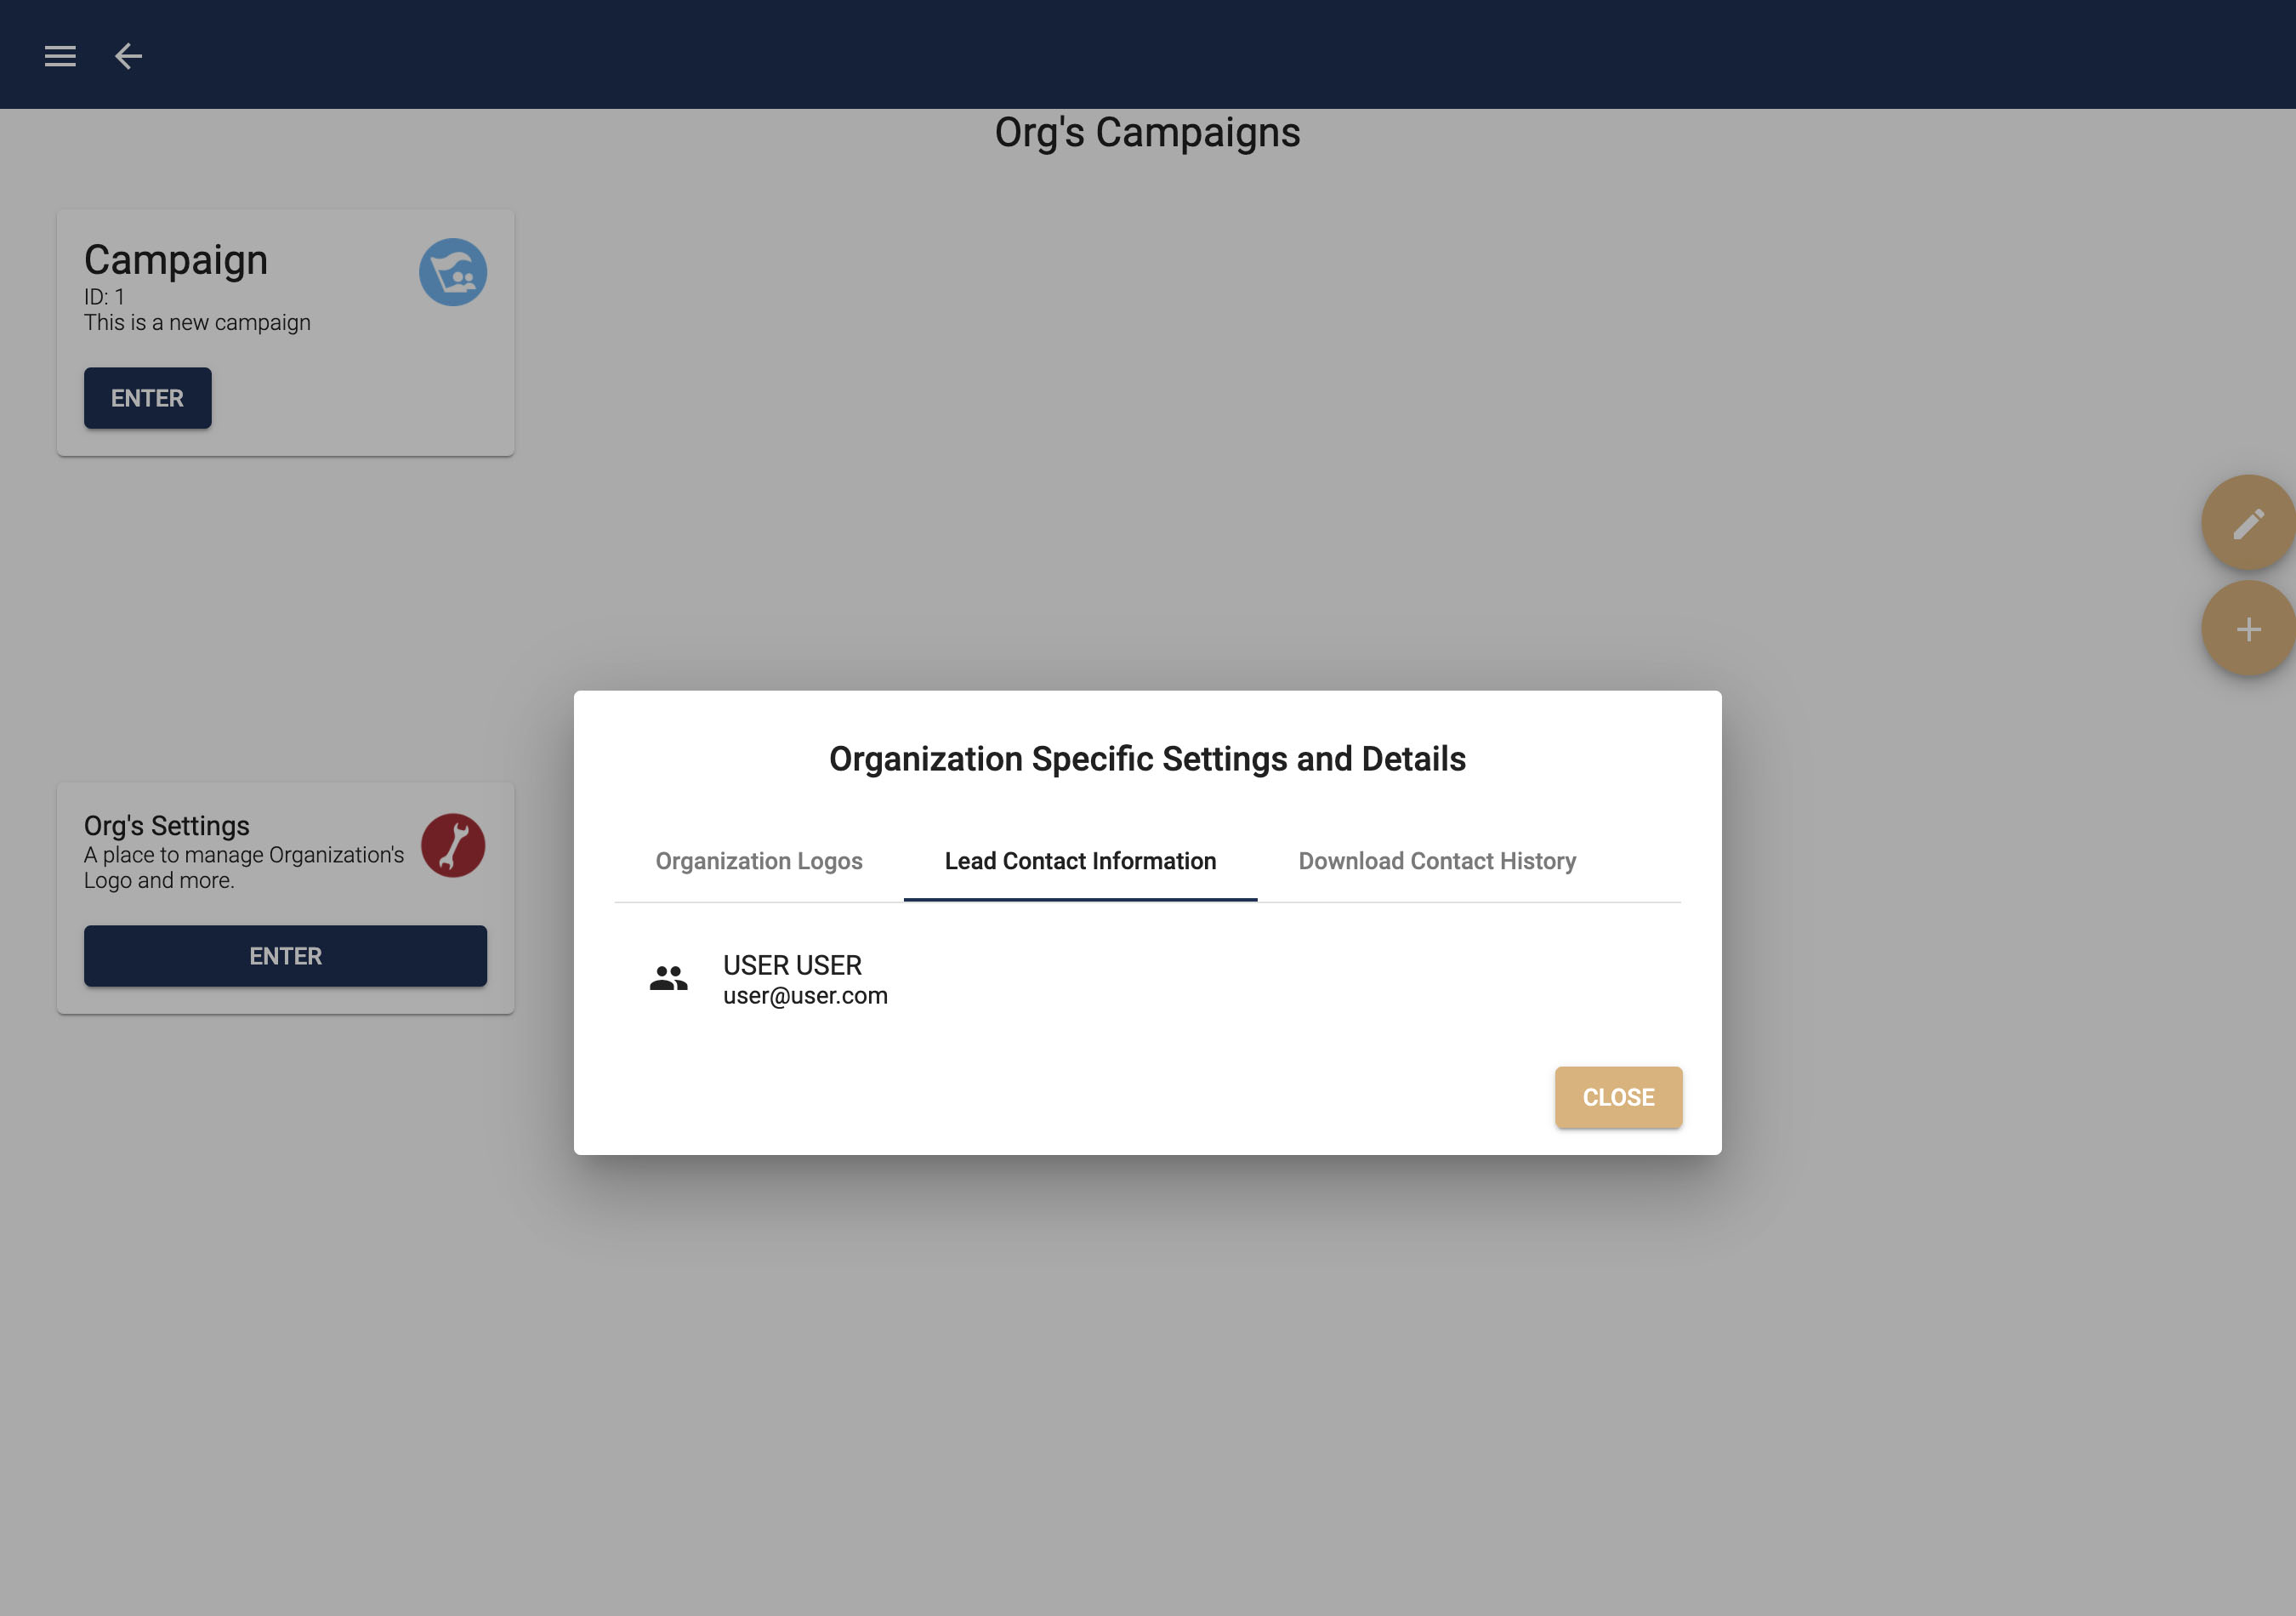 Org's Campaigns
Campaign
ID: 1
This is a new campaign
ENTER
Org's Settings
A place to manage Organization's
Logo and more.
ENTER
Organization Specific Settings and Details
Organization Logos
Lead Contact Information
Download Contact History
USER USER
user@user.com
CLOSE